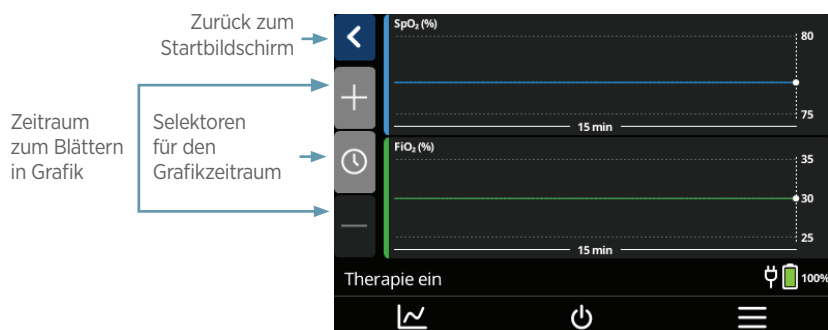 Zurück zum
Startbildschirm
Zeitraum
zum Blättern
in Grafik
Selektoren
für den
Grafikzeitraum
SpO₂ (%)
80
75
15 min
FiO₂ (%)
35
30
25
15 min
Therapie ein
100%